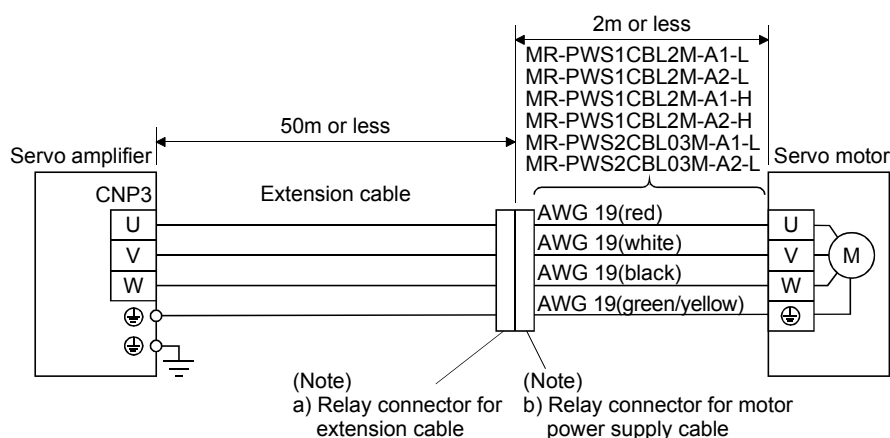 2m or less
MR-PWS1CBL2M-A1-L
MR-PWS1CBL2M-A2-L
MR-PWS1CBL2M-A1-H
MR-PWS1CBL2M-A2-H
MR-PWS2CBL03M-A1-L
MR-PWS2CBL03M-A2-L
50m or less
Servo amplifier
Servo motor
CNP3
Extension cable
U
V
W
AWG 19(red)
AWG 19(white)
AWG 19(black)
AWG 19(green/yellow)
U
V
W
M
(Note)
a) Relay connector for
extension cable
(Note)
b) Relay connector for motor
power supply cable